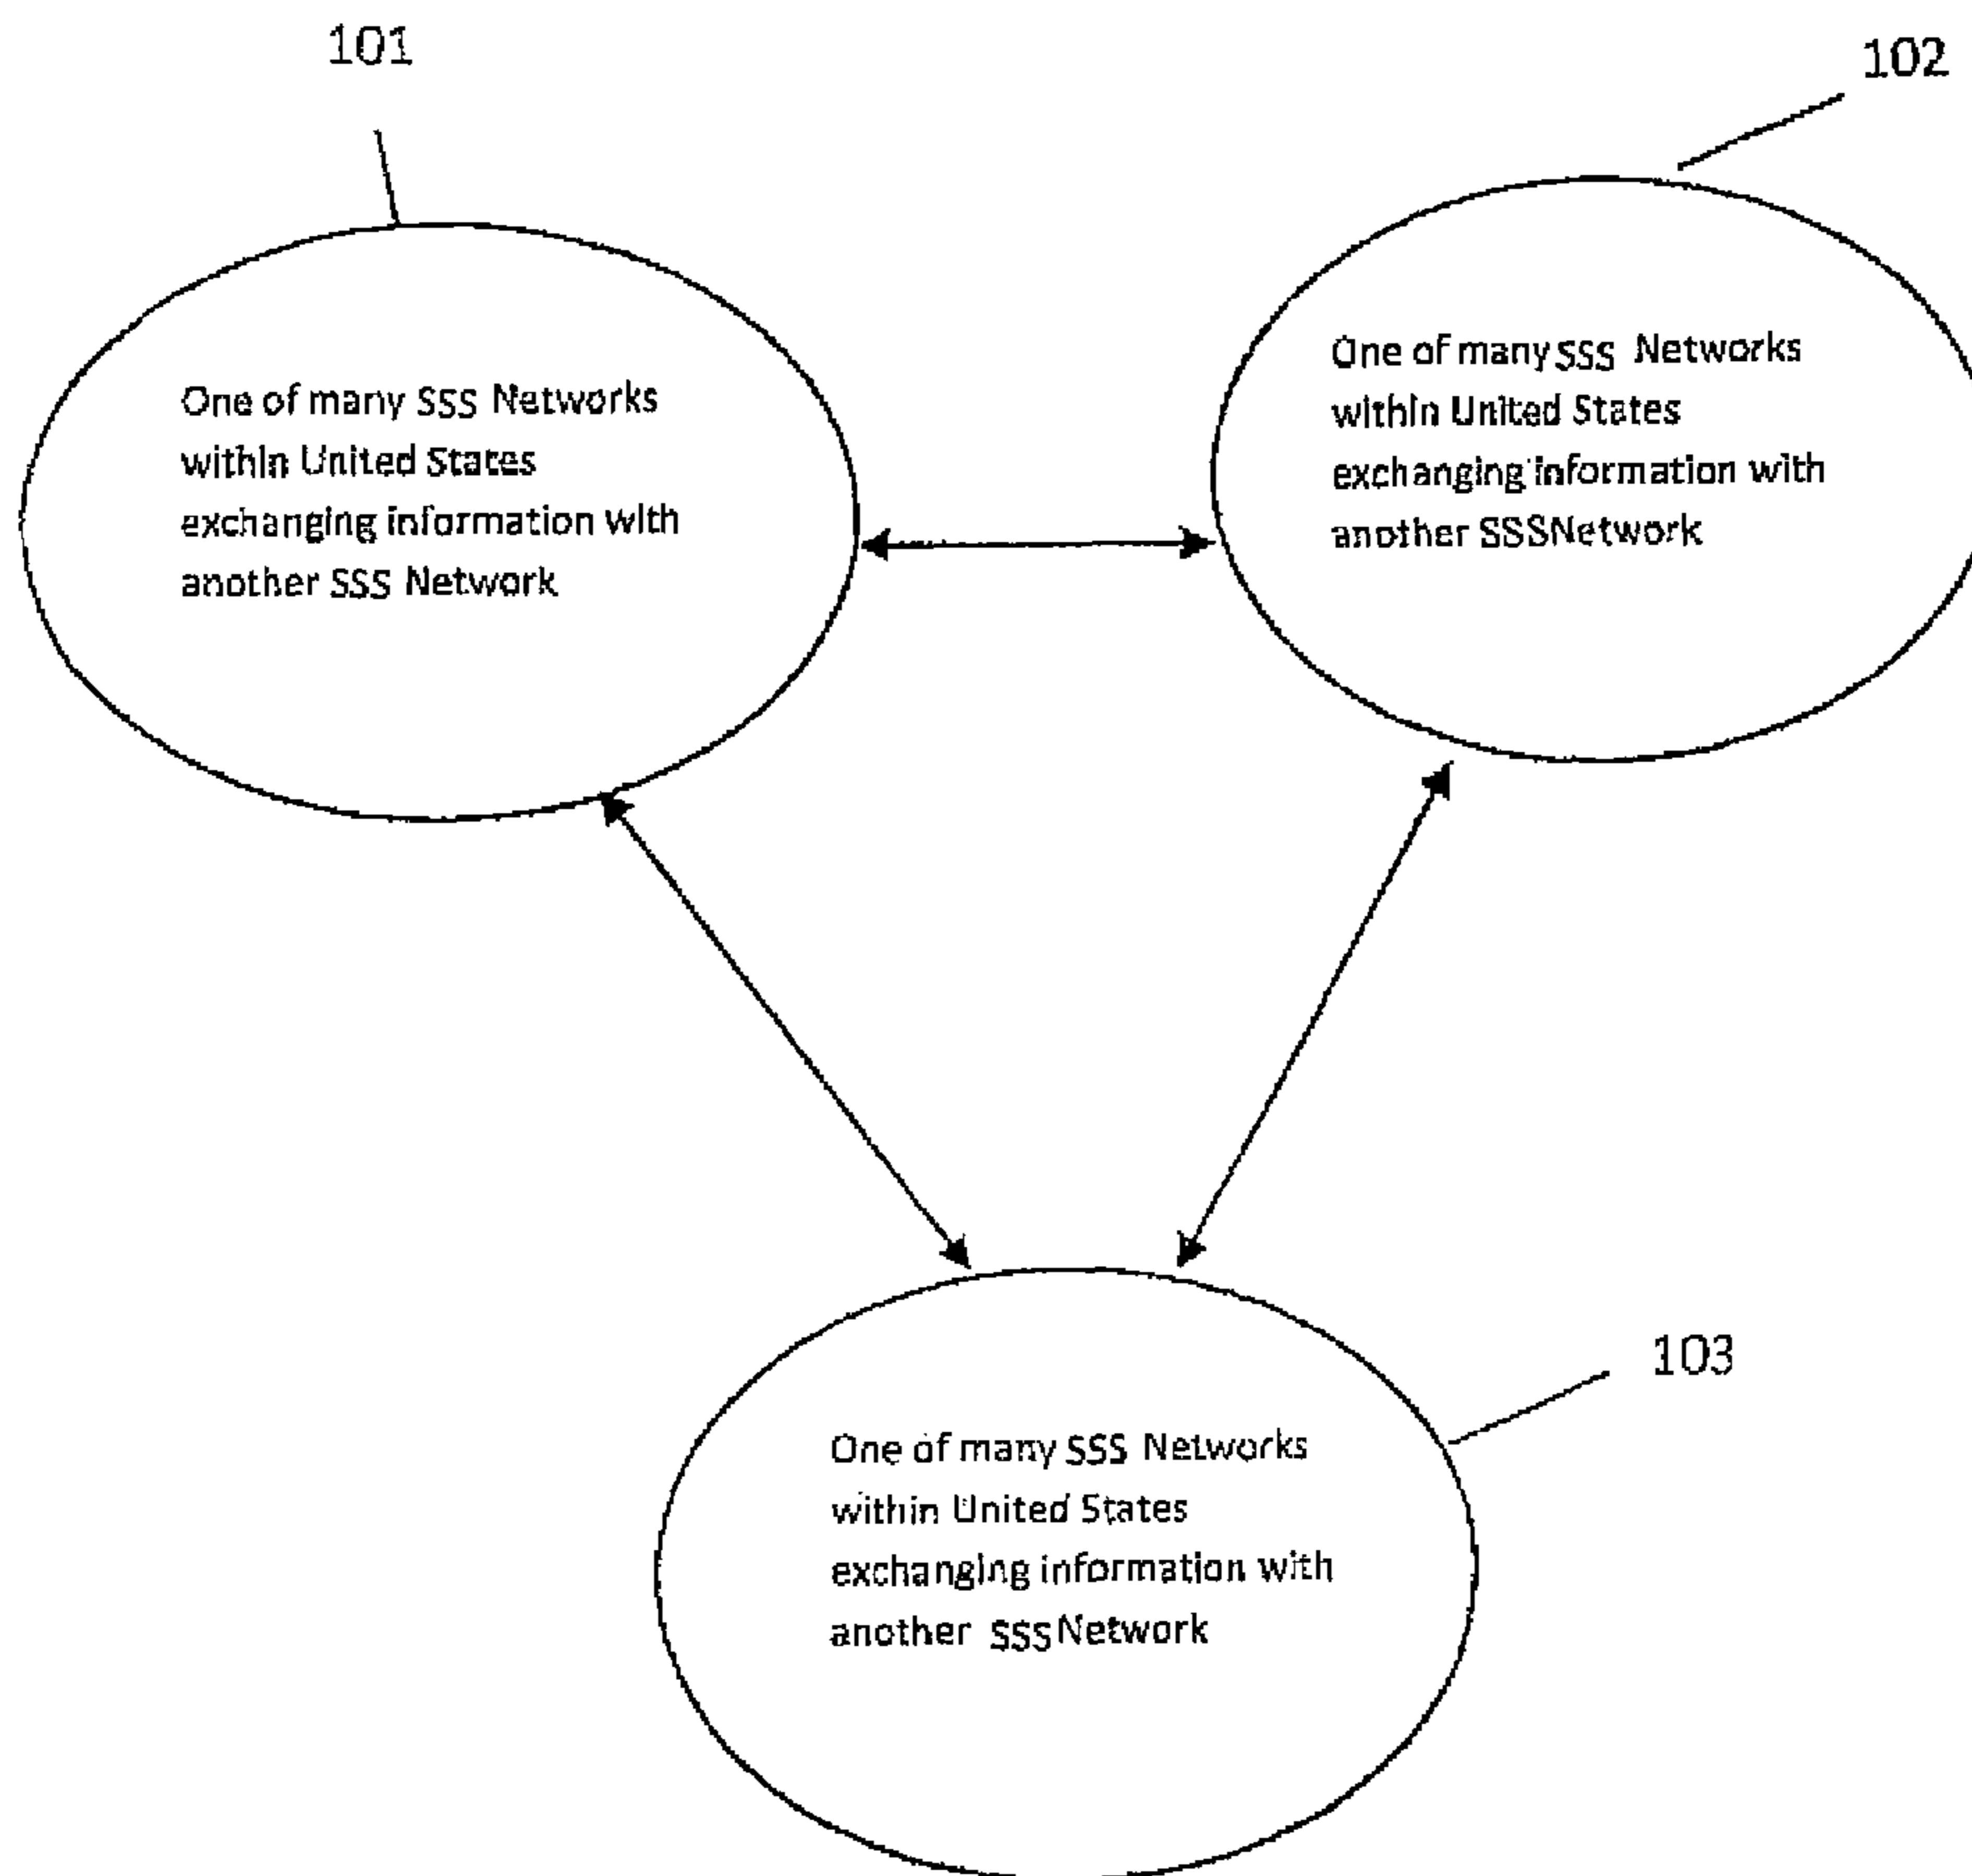 101
102
One of many SSS Networks
within United States
exchanging information with
another SSS Network
One of many SSS Networks
within United States
exchanging information with
another SSSNetwork
103
One of many SSS Networks
within United States
exchanging information with
another SSSNetwork